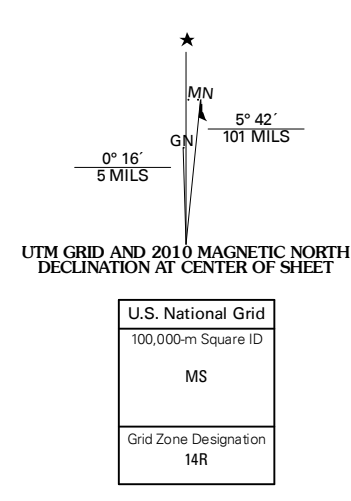 ★
MN
GN
5° 42´
101 MILS
0° 16´
5 MILS
UTM GRID AND 2010 MAGNETIC NORTH
DECLINATION AT CENTER OF SHEET
U.S. National Grid
100,000-m Square ID
MS
Grid Zone Designation
14R